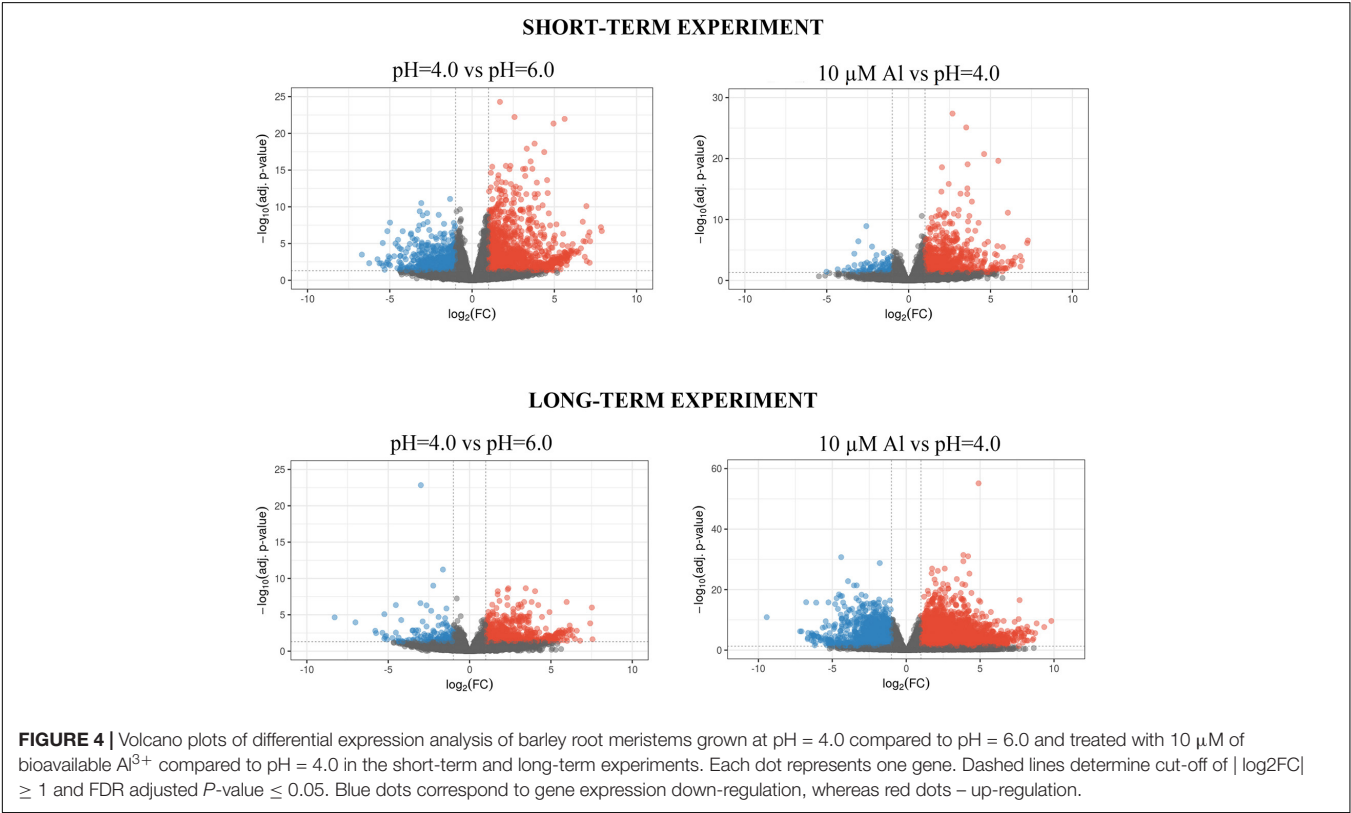 SHORT-TERM EXPERIMENT
pH=4.0 vs pH=6.0
25
20
15
10
5
0
−log10(adj. p-value)
-10 -5 0 5 10
log2(FC)
10 µM Al vs pH=4.0
30
20
10
0
−log10(adj. p-value)
-10 -5 0 5 10
log2(FC)
LONG-TERM EXPERIMENT
pH=4.0 vs pH=6.0
25
20
15
10
5
0
−log10(adj. p-value)
-10 -5 0 5 10
log2(FC)
10 µM Al vs pH=4.0
60
40
20
0
−log10(adj. p-value)
-10 -5 0 5 10
log2(FC)
FIGURE 4 | Volcano plots of differential expression analysis of barley root meristems grown at pH = 4.0 compared to pH = 6.0 and treated with 10 µM of
bioavailable Al3+ compared to pH = 4.0 in the short-term and long-term experiments. Each dot represents one gene. Dashed lines determine cut-off of | log2FC|
≥ 1 and FDR adjusted P-value ≤ 0.05. Blue dots correspond to gene expression down-regulation, whereas red dots – up-regulation.